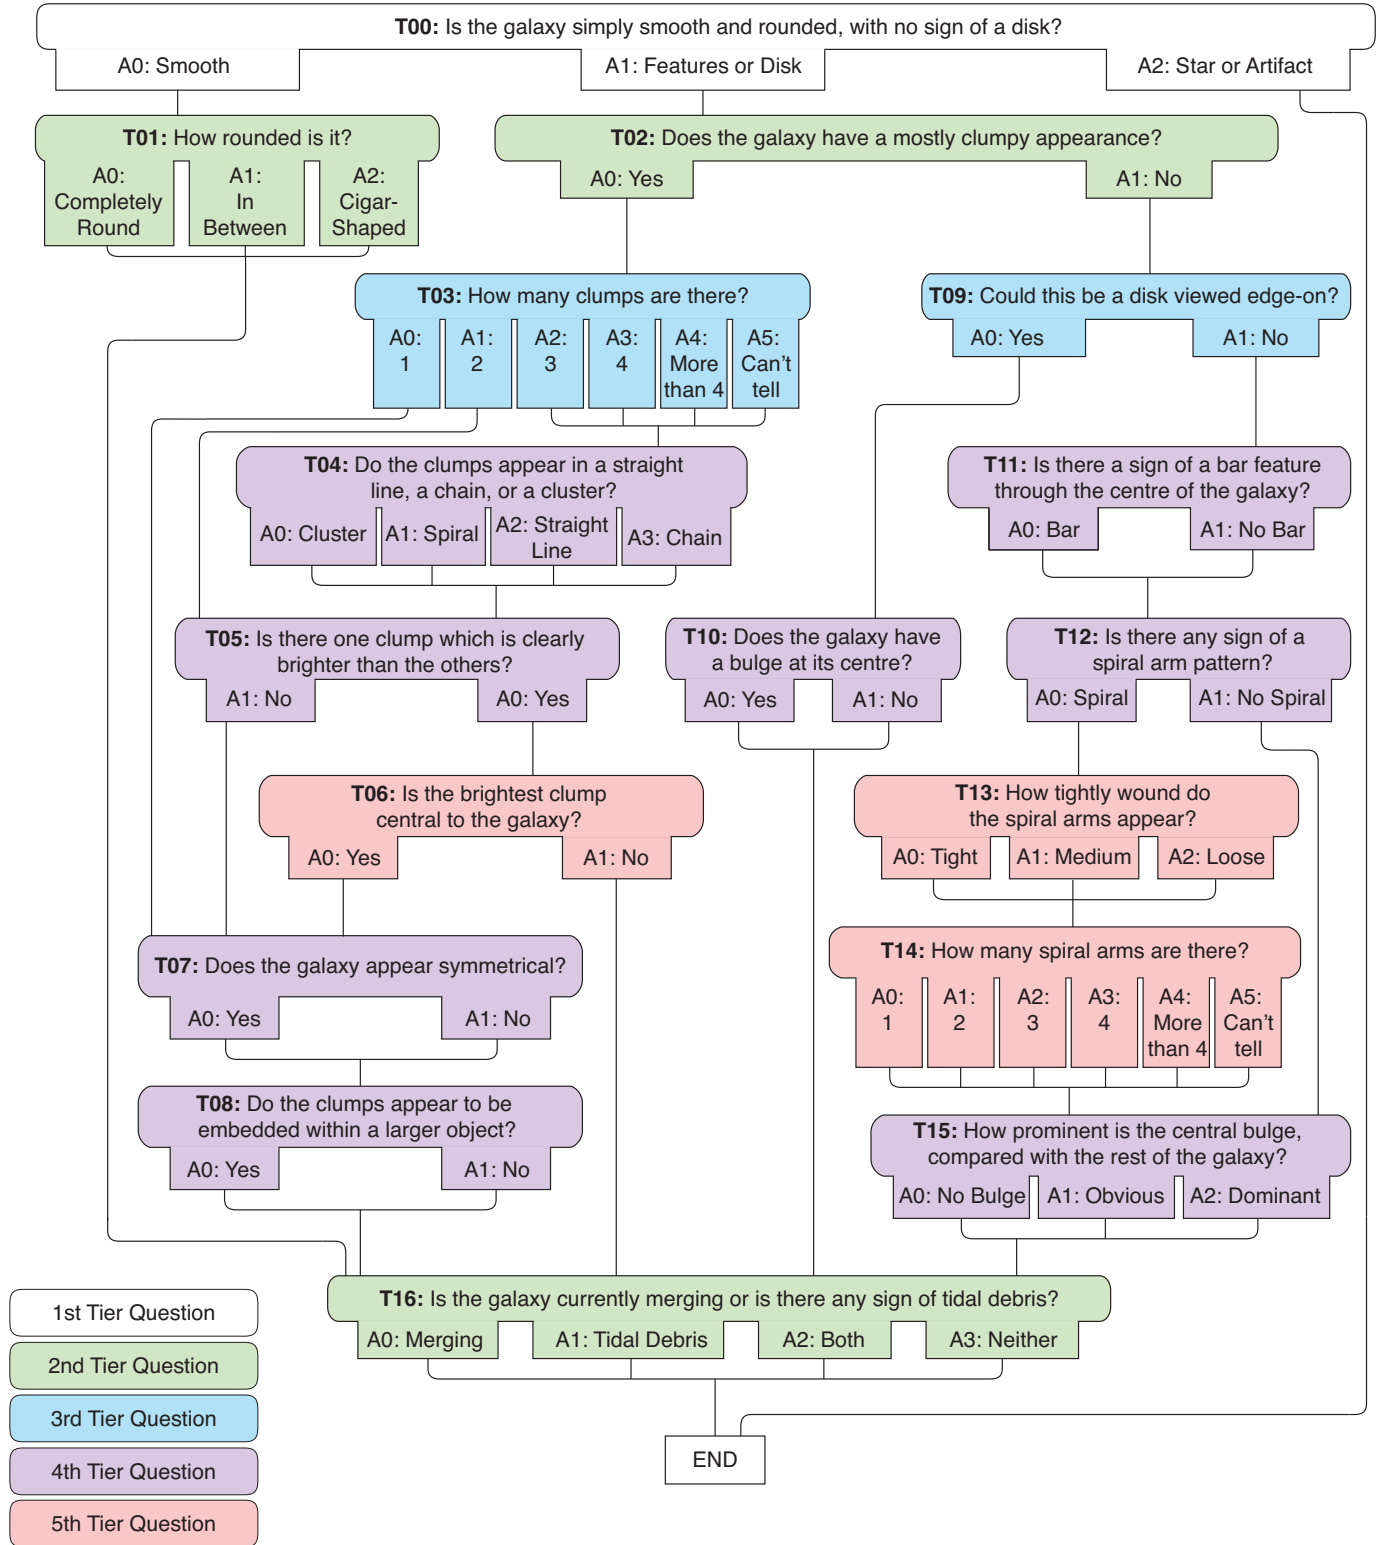 T00: Is the galaxy simply smooth and rounded, with no sign of a disk?
A0: Smooth
A1: Features or Disk
A2: Star or Artifact
T01: How rounded is it?
A0:
Completely
Round
A1:
In
Between
A2:
Cigar-
Shaped
T02: Does the galaxy have a mostly clumpy appearance?
A0: Yes
A1: No
T03: How many clumps are there?
A0:
1
A1:
2
A2:
3
A3:
4
A4:
More
than 4
A5:
Can't
tell
T09: Could this be a disk viewed edge-on?
A0: Yes
A1: No
T04: Do the clumps appear in a straight
line, a chain, or a cluster?
A0: Cluster
A1: Spiral
A2: Straight
Line
A3: Chain
T11: Is there a sign of a bar feature
through the centre of the galaxy?
A0: Bar
A1: No Bar
T05: Is there one clump which is clearly
brighter than the others?
A1: No
A0: Yes
T10: Does the galaxy have
a bulge at its centre?
A0: Yes
A1: No
T12: Is there any sign of a
spiral arm pattern?
A0: Spiral
A1: No Spiral
T06: Is the brightest clump
central to the galaxy?
A0: Yes
A1: No
T13: How tightly wound do
the spiral arms appear?
A0: Tight
A1: Medium
A2: Loose
T07: Does the galaxy appear symmetrical?
A0: Yes
A1: No
T14: How many spiral arms are there?
A0:
1
A1:
2
A2:
3
A3:
4
A4:
More
than 4
A5:
Can't
tell
T08: Do the clumps appear to be
embedded within a larger object?
A0: Yes
A1: No
T15: How prominent is the central bulge,
compared with the rest of the galaxy?
A0: No Bulge
A1: Obvious
A2: Dominant
T16: Is the galaxy currently merging or is there any sign of tidal debris?
A0: Merging
A1: Tidal Debris
A2: Both
A3: Neither
END
1st Tier Question
2nd Tier Question
3rd Tier Question
4th Tier Question
5th Tier Question